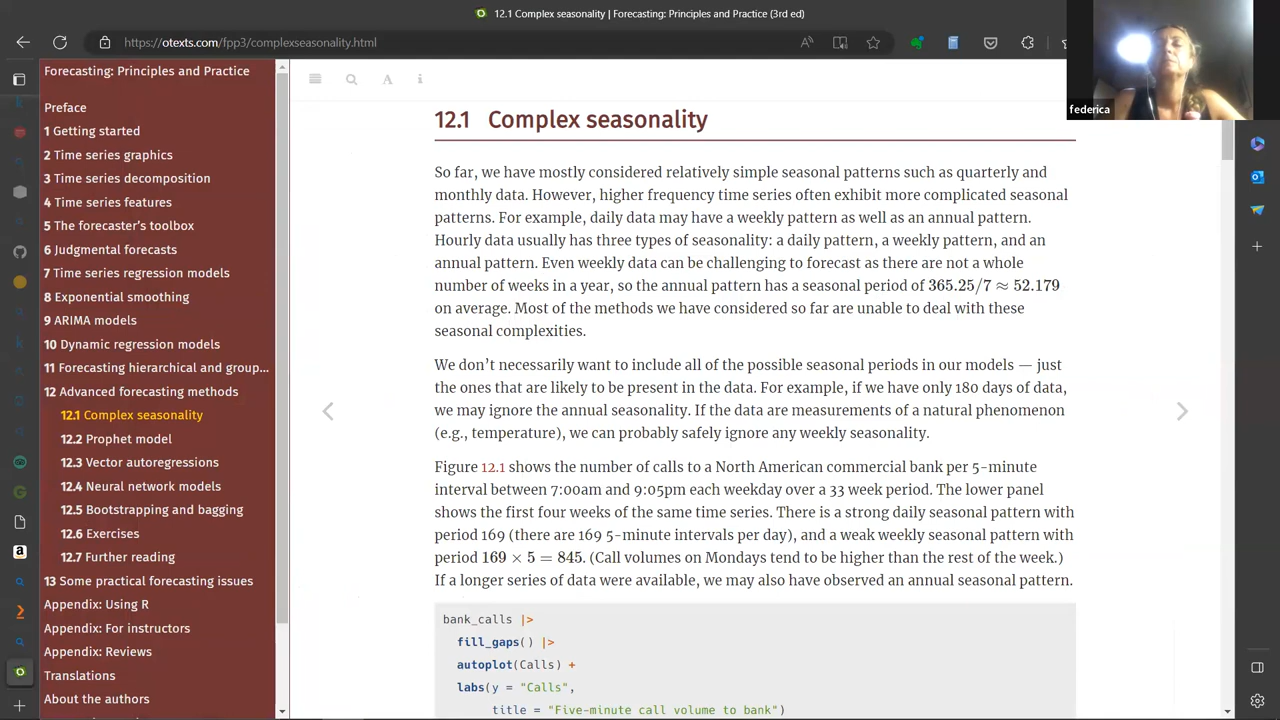 12.1 Complex seasonality | Forecasting: Principles and Practice (3rd ed)
https://otexts.com/fpp3/complexseasonality.html
federica
Forecasting: Principles and Practice
Preface
1 Getting started
2 Time series graphics
3 Time series decomposition
4 Time series features
5 The forecaster's toolbox
6 Judgmental forecasts
7 Time series regression models
8 Exponential smoothing
9 ARIMA models
10 Dynamic regression models
11 Forecasting hierarchical and group...
12 Advanced forecasting methods
12.1 Complex seasonality
12.2 Prophet model
12.3 Vector autoregressions
12.4 Neural network models
12.5 Bootstrapping and bagging
12.6 Exercises
12.7 Further reading
13 Some practical forecasting issues
Appendix: Using R
Appendix: For instructors
Appendix: Reviews
Translations
About the authors
12.1 Complex seasonality
So far, we have mostly considered relatively simple seasonal patterns such as quarterly and
monthly data. However, higher frequency time series often exhibit more complicated seasonal
patterns. For example, daily data may have a weekly pattern as well as an annual pattern.
Hourly data usually has three types of seasonality: a daily pattern, a weekly pattern, and an
annual pattern. Even weekly data can be challenging to forecast as there are not a whole
number of weeks in a year, so the annual pattern has a seasonal period of 365.25/7 ≈ 52.179
on average. Most of the methods we have considered so far are unable to deal with these
seasonal complexities.
We don't necessarily want to include all of the possible seasonal periods in our models — just
the ones that are likely to be present in the data. For example, if we have only 180 days of data,
we may ignore the annual seasonality. If the data are measurements of a natural phenomenon
(e.g., temperature), we can probably safely ignore any weekly seasonality.
Figure 12.1 shows the number of calls to a North American commercial bank per 5-minute
interval between 7:00am and 9:05pm each weekday over a 33 week period. The lower panel
shows the first four weeks of the same time series. There is a strong daily seasonal pattern with
period 169 (there are 169 5-minute intervals per day), and a weak weekly seasonal pattern with
period 169 × 5 = 845. (Call volumes on Mondays tend to be higher than the rest of the week.)
If a longer series of data were available, we may also have observed an annual seasonal pattern.
bank_calls |>
fill_gaps() |>
autoplot(Calls) +
labs(y = "Calls",
title = "Five-minute call volume to bank")